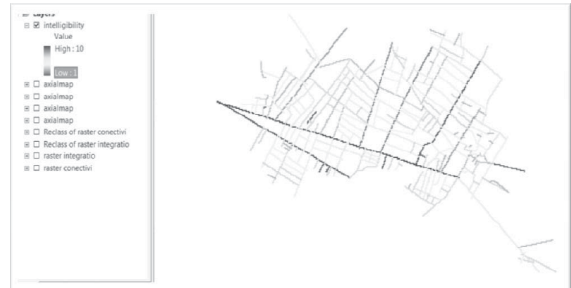 Layers
intelligibility
Value
High : 10
Low : 1
axialmap
axialmap
axialmap
axialmap
Reclass of raster conectivi
Reclass of raster integratio
raster integratio
raster conectivi